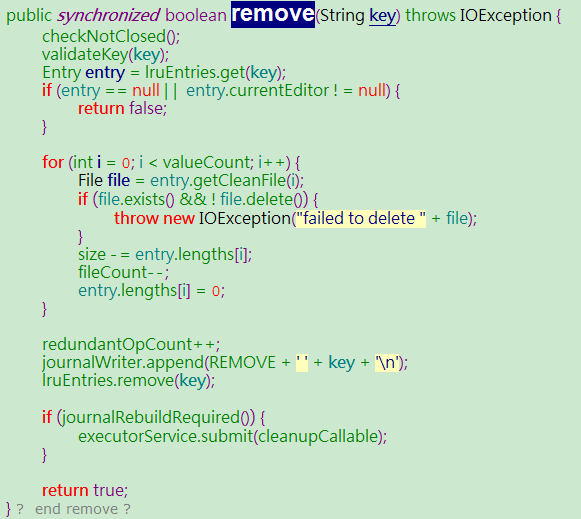 public synchronized boolean remove(String key) throws IOException {
checkNotClosed();
validateKey(key);
Entry entry = lruEntries.get(key);
if (entry == null || entry.currentEditor != null) {
return false;
}
for (int i = 0; i < valueCount; i++) {
File file = entry.getCleanFile(i);
if (file.exists() && !file.delete()) {
throw new IOException("failed to delete " + file);
}
size -= entry.lengths[i];
fileCount--;
entry.lengths[i] = 0;
}
redundantOpCount++;
journalWriter.append(REMOVE + ' ' + key + '\n');
lruEntries.remove(key);
if (journalRebuildRequired()) {
executorService.submit(cleanupCallable);
}
return true;
} ? end remove ?